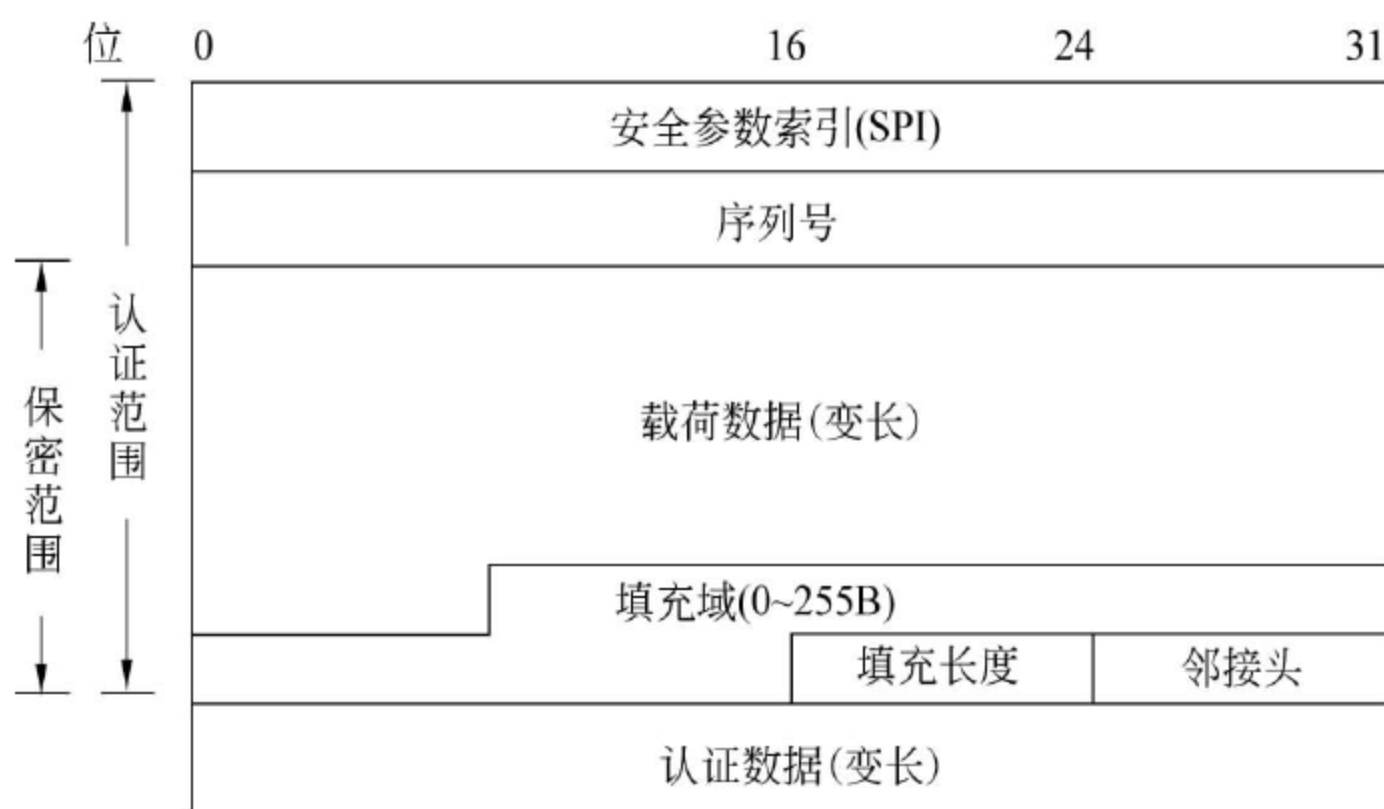 位 0 16 24 31
安全参数索引(SPI)
序列号
认证范围
保密范围
载荷数据(变长)
填充域(0~255B)
填充长度 邻接头
认证数据(变长)